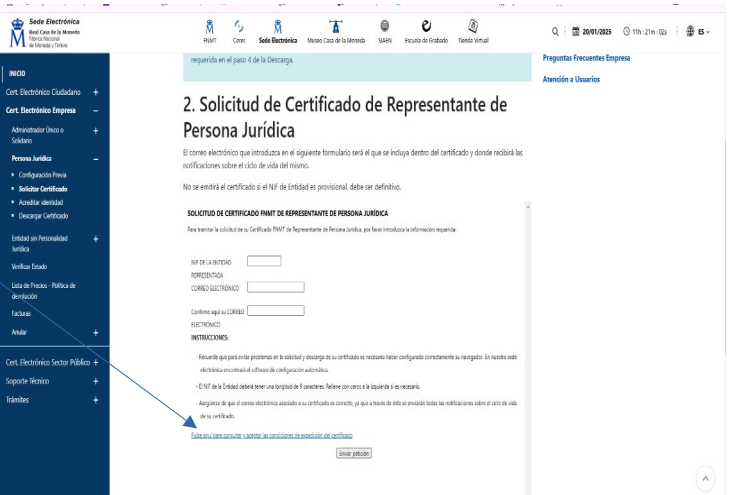 Sede Electrónica
Real Casa de la Moneda
Fábrica Nacional
de Moneda y Timbre
FNMT
Ceres
Sede Electrónica
Museo Casa de la Moneda
SIAEN
Escuela de Grabado
Tienda Virtual
20/01/2025
11h : 21m : 02s
ES
INICIO
Cert. Electrónico Ciudadano +
Cert. Electrónico Empresa −
Administrador Único o +
Solidario
Persona Jurídica −
Configuración Previa
Solicitar Certificado
Acreditar identidad
Descargar Certificado
Entidad sin Personalidad +
Jurídica
Verificar Estado
Lista de Precios - Política de
devolución
Facturas
Anular +
Cert. Electrónico Sector Público +
Soporte Técnico +
Trámites +
requerida en el paso 4 de la Descarga.
2. Solicitud de Certificado de Representante de
Persona Jurídica
El correo electrónico que introduzca en el siguiente formulario será el que se incluya dentro del certificado y donde recibirá las
notificaciones sobre el ciclo de vida del mismo.
No se emitirá el certificado si el NIF de Entidad es provisional, debe ser definitivo.
SOLICITUD DE CERTIFICADO FNMT DE REPRESENTANTE DE PERSONA JURÍDICA
Para tramitar la solicitud de su Certificado FNMT de Representante de Persona Jurídica, por favor introduzca la información requerida:
NIF DE LA ENTIDAD
REPRESENTADA
CORREO ELECTRÓNICO
Confirme aquí su CORREO
ELECTRÓNICO
INSTRUCCIONES:
- Recuerde que para evitar problemas en la solicitud y descarga de su certificado es necesario haber configurado correctamente su navegador. En nuestra sede
electrónica encontrará el software de configuración automática.
- El NIF de la Entidad deberá tener una longitud de 9 caracteres. Rellene con ceros a la izquierda si es necesario.
- Asegúrese de que el correo electrónico asociado a su certificado es correcto, ya que a través de éste se enviarán todas las notificaciones sobre el ciclo de vida
de su certificado.
Pulse aquí para consultar y aceptar las condiciones de expedición del certificado
Enviar petición
Preguntas Frecuentes Empresa
Atención a Usuarios